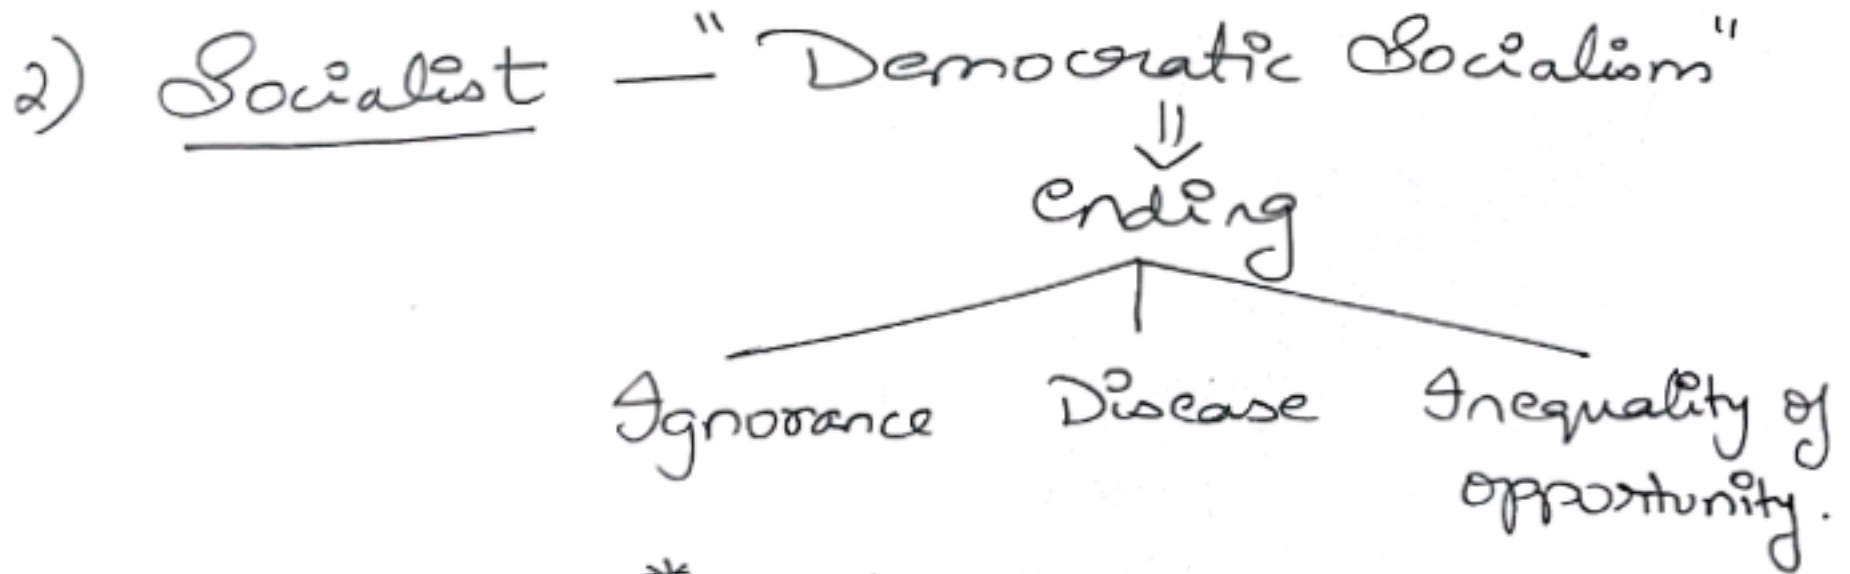 2) Socialist — "Democratic Socialism"
⇓
Ending
Ignorance Disease Inequality of
opportunity.
*